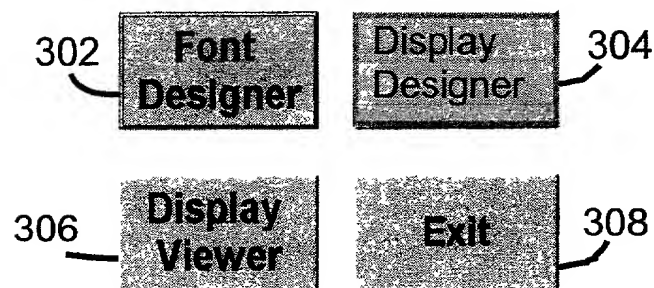 302
Font
Designer
Display
Designer
304
306
Display
Viewer
Exit
308